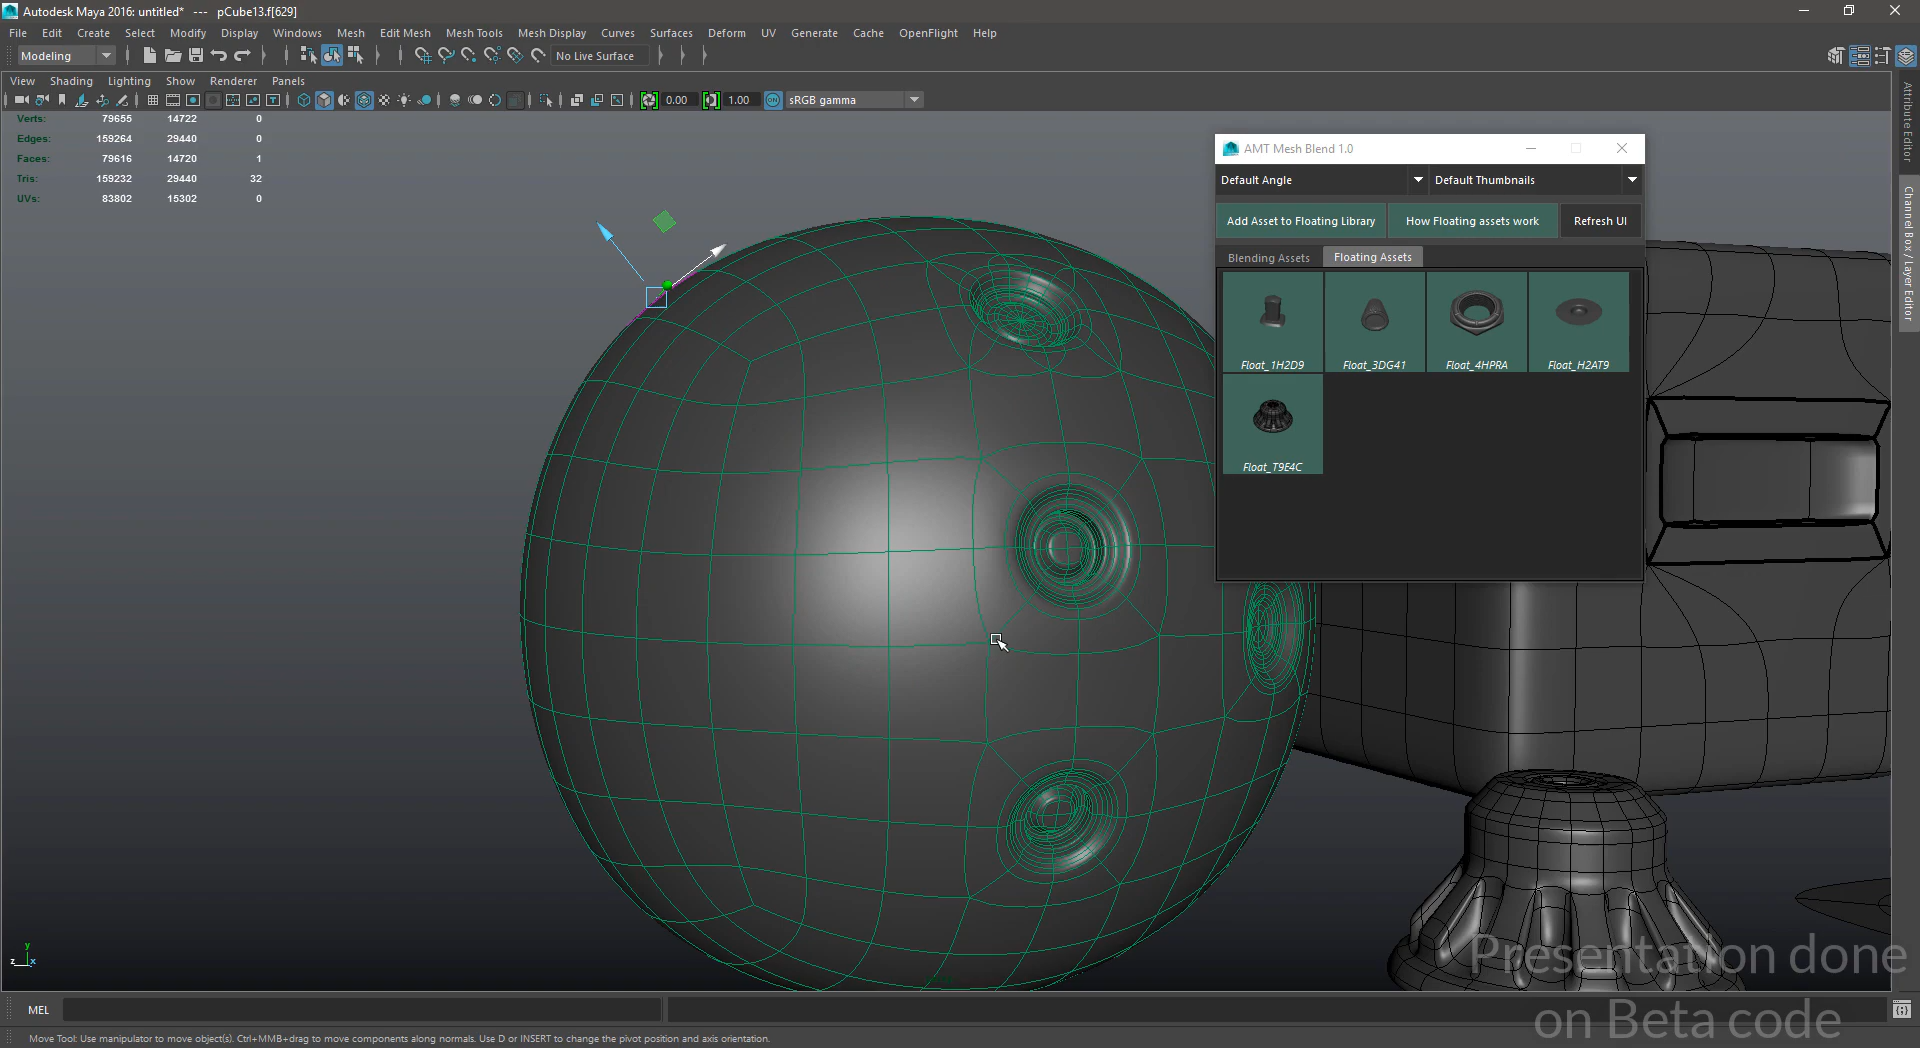 Autodesk Maya 2016: untitled* --- pCube13.f[629]
File Edit Create Select Modify Display Windows Mesh Edit Mesh Mesh Tools Mesh Display Curves Surfaces Deform UV Generate Cache OpenFlight Help
Modeling No Live Surface
View Shading Lighting Show Renderer Panels
0.00 1.00 ON sRGB gamma
Verts: 79655 14722 0
Edges: 159264 29440 0
Faces: 79616 14720 1
Tris: 159232 29440 32
UVs: 83802 15302 0
Attribute Editor
Channel Box / Layer Editor
AMT Mesh Blend 1.0
Default Angle Default Thumbnails
Add Asset to Floating Library How Floating assets work Refresh UI
Blending Assets Floating Assets
Float_1H2D9 Float_3DG41 Float_4HPRA Float_H2AT9
Float_T9E4C
y
z x
Presentation done
on Beta code
MEL
Move Tool: Use manipulator to move object(s). Ctrl+MMB+drag to move components along normals. Use D or INSERT to change the pivot position and axis orientation.